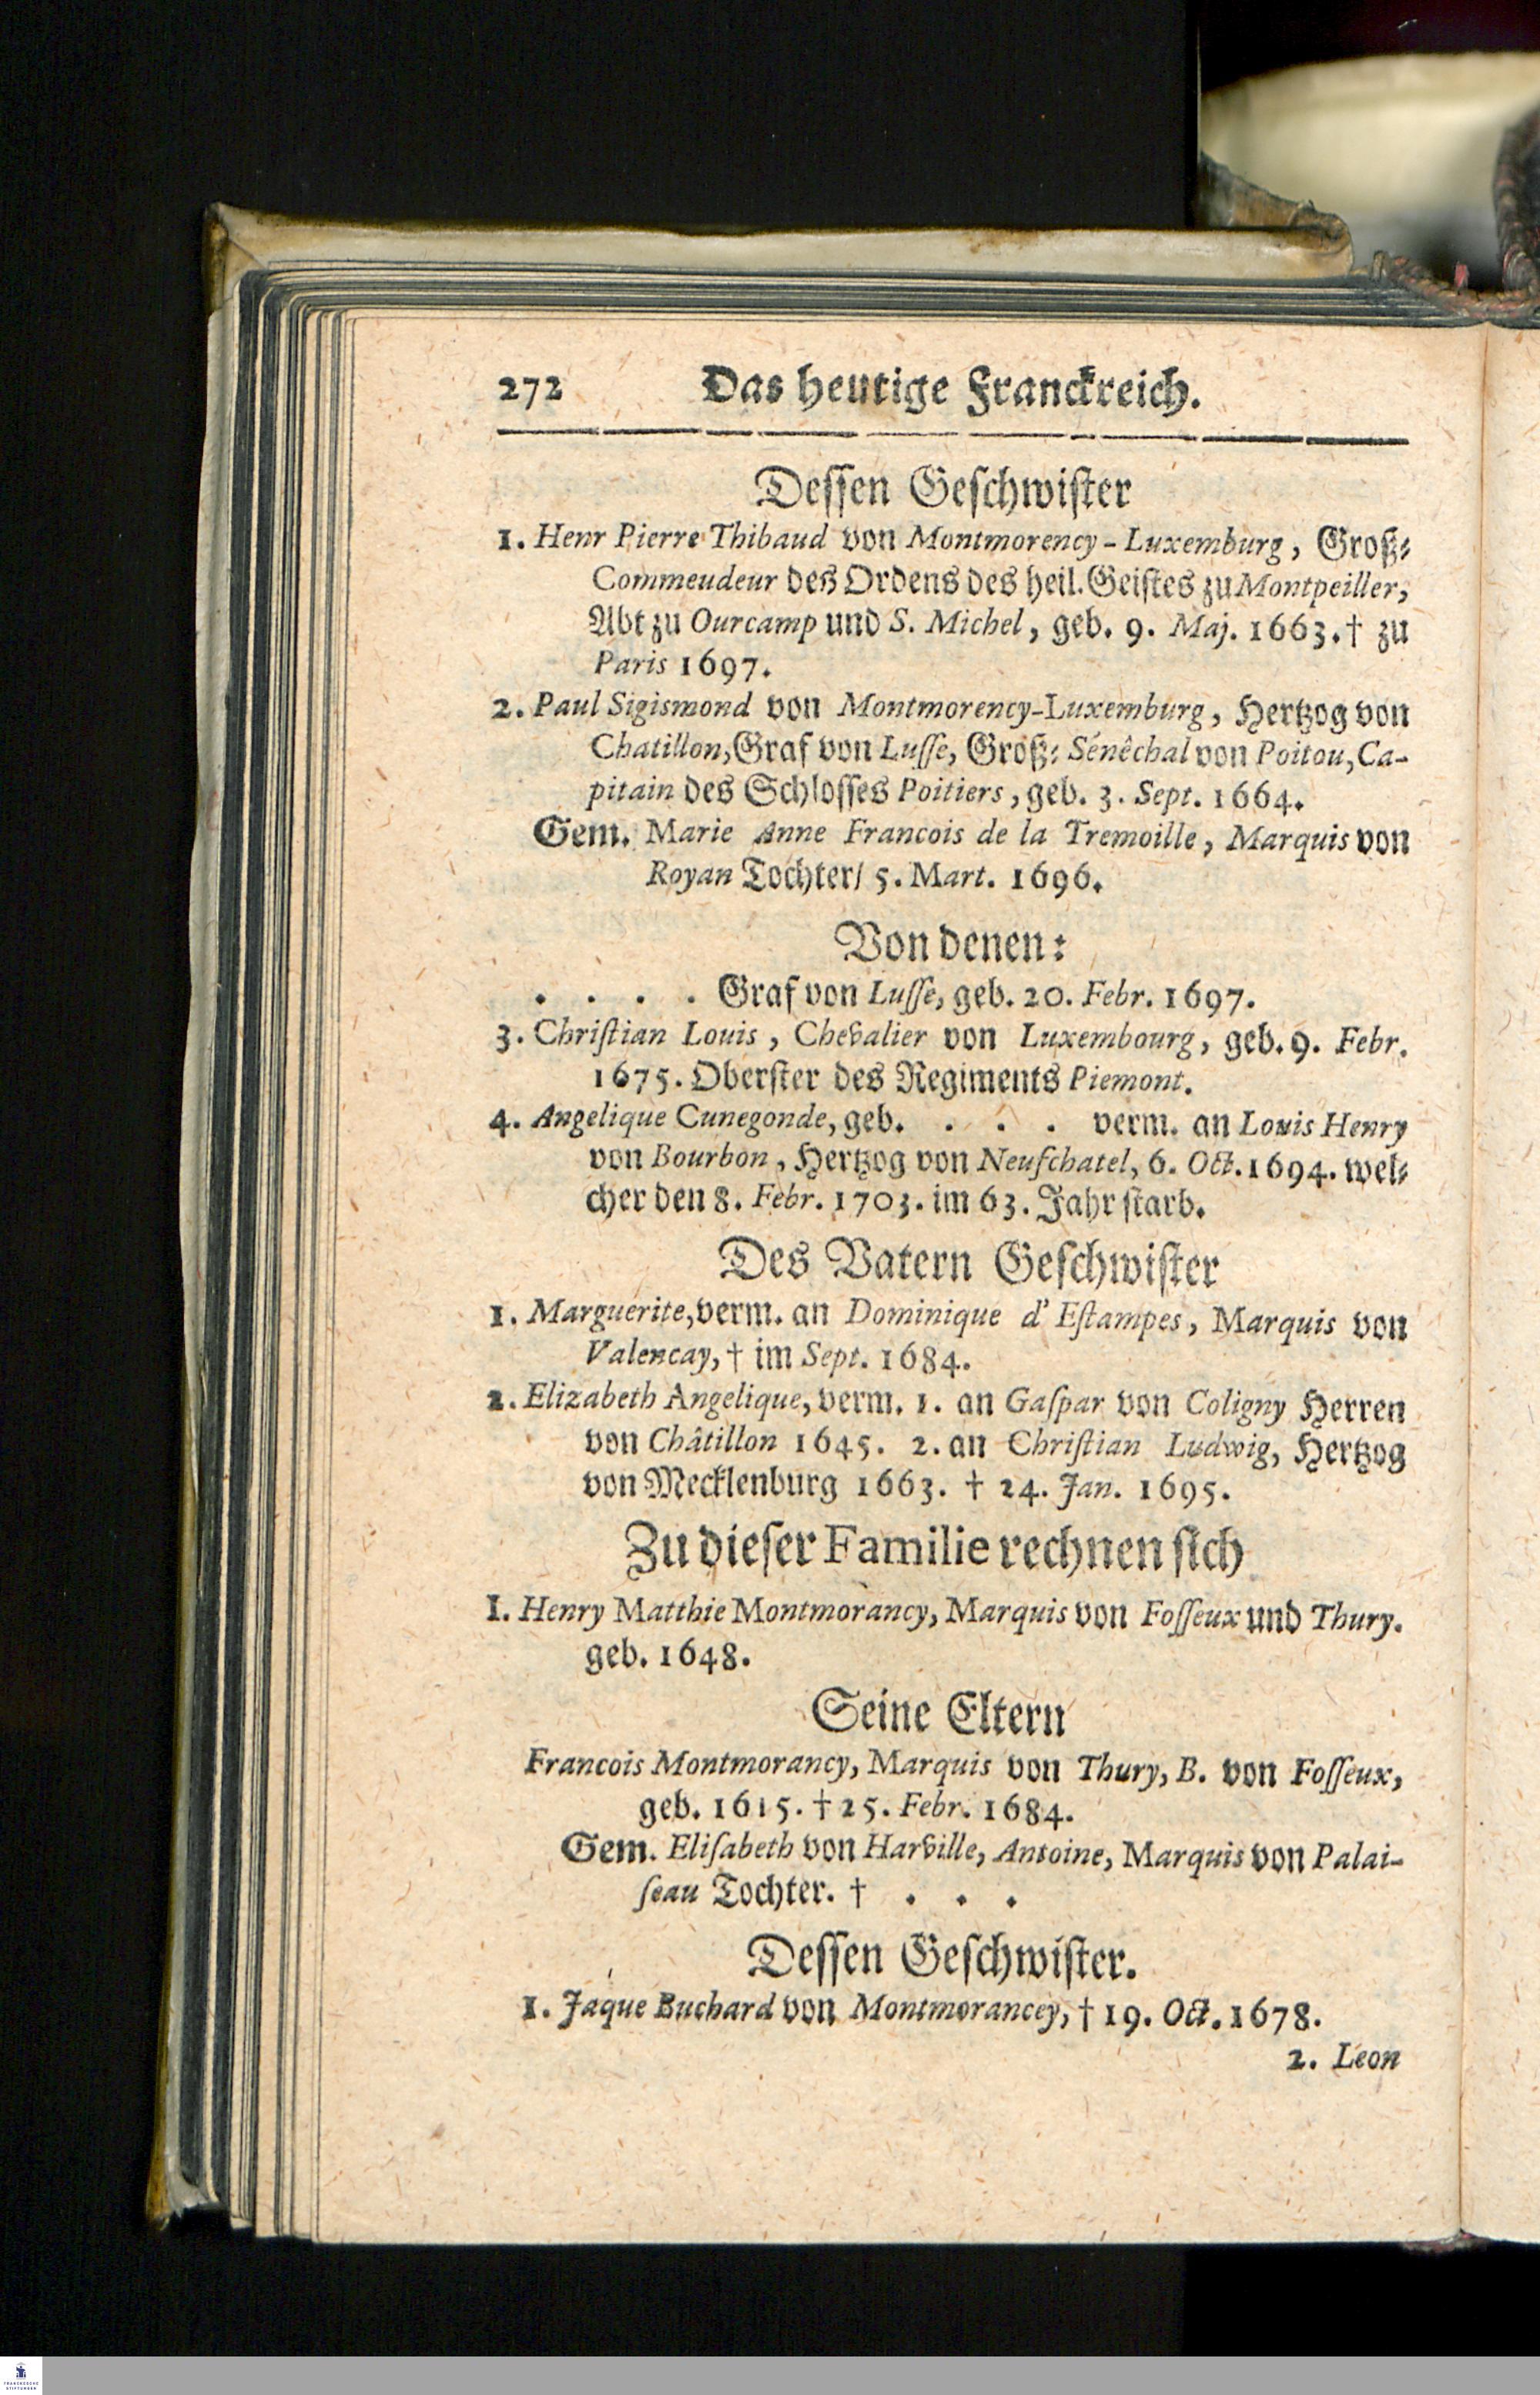 272 Das heutige Franckreich.
Dessen Geschwister
1. Henr Pierre Thibaud von Montmorency-Luxemburg, Groß-
Commeudeur deß Ordens des heil. Geistes zu Montpeiller,
Abt zu Ourcamp und S. Michel, geb. 9. Maj. 1663. † zu
Paris 1697.
2. Paul Sigismond von Montmorency-Luxemburg, Hertzog von
Chatillon, Graf von Lusse, Groß- Sénêchal von Poitou, Ca-
pitain des Schlosses Poitiers, geb. 3. Sept. 1664.
Gem. Marie Anne Francois de la Tremoille, Marquis von
Royan Tochter/ 5. Mart. 1696.
Von denen:
. . . . Graf von Lusse, geb. 20. Febr. 1697.
3. Christian Louis, Chevalier von Luxembourg, geb. 9. Febr.
1675. Oberster des Regiments Piemont.
4. Angelique Cunegonde, geb. . . . verm. an Louis Henry
von Bourbon, Hertzog von Neufchatel, 6. Oct. 1694. wel-
cher den 8. Febr. 1703. im 63. Jahr starb.
Des Vatern Geschwister
1. Marguerite, verm. an Dominique d' Estampes, Marquis von
Valencay, † im Sept. 1684.
2. Elizabeth Angelique, verm. 1. an Gaspar von Coligny Herren
von Châtillon 1645. 2. an Christian Ludwig, Hertzog
von Mecklenburg 1663. † 24. Jan. 1695.
Zu dieser Familie rechnen sich
I. Henry Matthie Montmorancy, Marquis von Fosseux und Thury.
geb. 1648.
Seine Eltern
Francois Montmorancy, Marquis von Thury, B. von Fosseux,
geb. 1615. † 25. Febr. 1684.
Gem. Elisabeth von Harville, Antoine, Marquis von Palai-
seau Tochter. † . . .
Dessen Geschwister.
1. Jaque Buchard von Montmorancey, † 19. Oct. 1678.
2. Leon
FRANCKESCHE
STIFTUNGEN